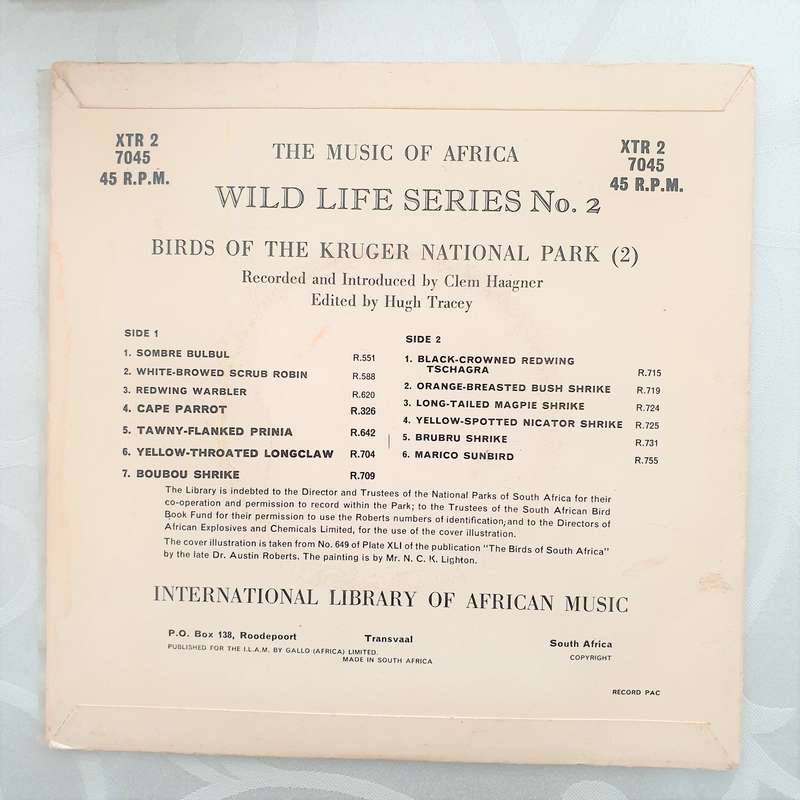 XTR 2
7045
45 R.P.M.
XTR 2
7045
45 R.P.M.
THE MUSIC OF AFRICA
WILD LIFE SERIES No. 2
BIRDS OF THE KRUGER NATIONAL PARK (2)
Recorded and Introduced by Clem Haagner
Edited by Hugh Tracey
SIDE 1
1. SOMBRE BULBUL R.551
2. WHITE-BROWED SCRUB ROBIN R.588
3. REDWING WARBLER R.620
4. CAPE PARROT R.326
5. TAWNY-FLANKED PRINIA R.642
6. YELLOW-THROATED LONGCLAW R.704
7. BOUBOU SHRIKE R.709
SIDE 2
1. BLACK-CROWNED REDWING
TSCHAGRA R.715
2. ORANGE-BREASTED BUSH SHRIKE R.719
3. LONG-TAILED MAGPIE SHRIKE R.724
4. YELLOW-SPOTTED NICATOR SHRIKE R.725
5. BRUBRU SHRIKE R.731
6. MARICO SUNBIRD R.755
The Library is indebted to the Director and Trustees of the National Parks of South Africa for their
co-operation and permission to record within the Park; to the Trustees of the South African Bird
Book Fund for their permission to use the Roberts numbers of identification; and to the Directors of
African Explosives and Chemicals Limited, for the use of the cover illustration.
The cover illustration is taken from No. 649 of Plate XLI of the publication "The Birds of South Africa"
by the late Dr. Austin Roberts. The painting is by Mr. N. C. K. Lighton.
INTERNATIONAL LIBRARY OF AFRICAN MUSIC
P.O. Box 138, Roodepoort Transvaal South Africa
PUBLISHED FOR THE I.L.A.M. BY GALLO (AFRICA) LIMITED. COPYRIGHT
MADE IN SOUTH AFRICA
RECORD PAC